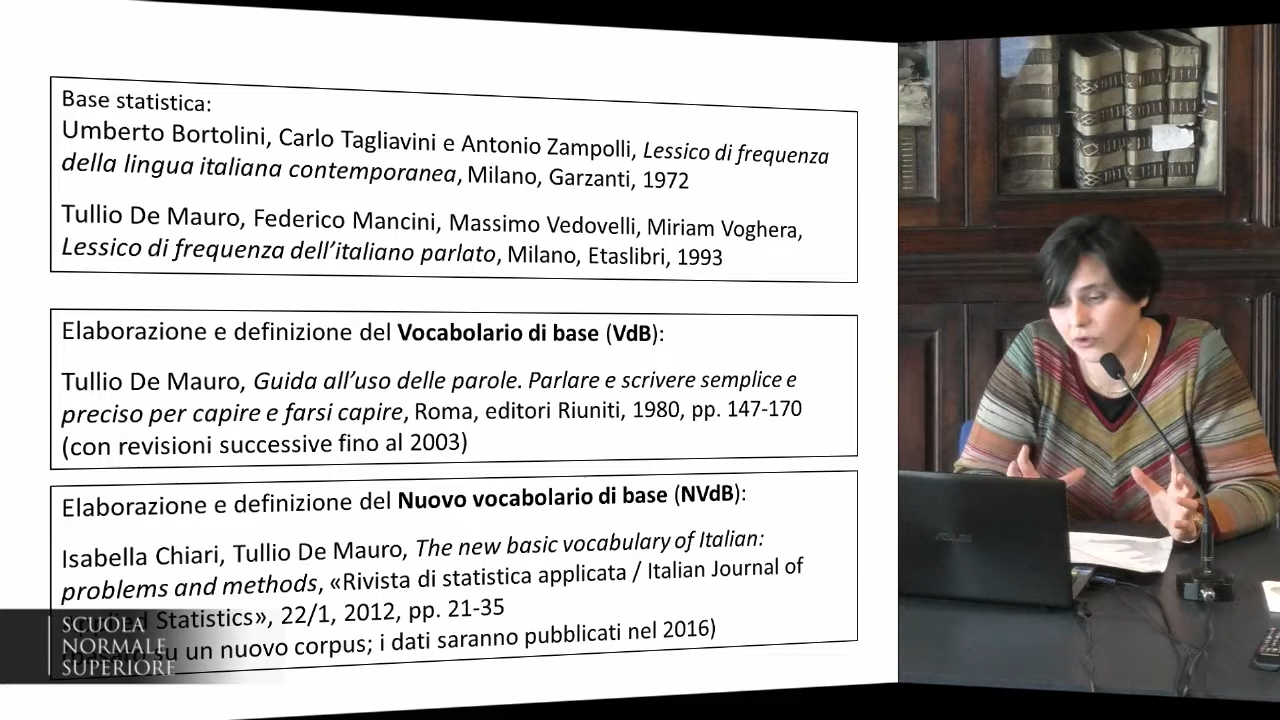 Base statistica:
Umberto Bortolini, Carlo Tagliavini e Antonio Zampolli, Lessico di frequenza
della lingua italiana contemporanea, Milano, Garzanti, 1972
Tullio De Mauro, Federico Mancini, Massimo Vedovelli, Miriam Voghera,
Lessico di frequenza dell’italiano parlato, Milano, Etaslibri, 1993
Elaborazione e definizione del Vocabolario di base (VdB):
Tullio De Mauro, Guida all’uso delle parole. Parlare e scrivere semplice e
preciso per capire e farsi capire, Roma, editori Riuniti, 1980, pp. 147-170
(con revisioni successive fino al 2003)
Elaborazione e definizione del Nuovo vocabolario di base (NVdB):
Isabella Chiari, Tullio De Mauro, The new basic vocabulary of Italian:
problems and methods, «Rivista di statistica applicata / Italian Journal of
Applied Statistics», 22/1, 2012, pp. 21-35
su un nuovo corpus; i dati saranno pubblicati nel 2016)
SCUOLA
NORMALE
SUPERIORE
ASUS